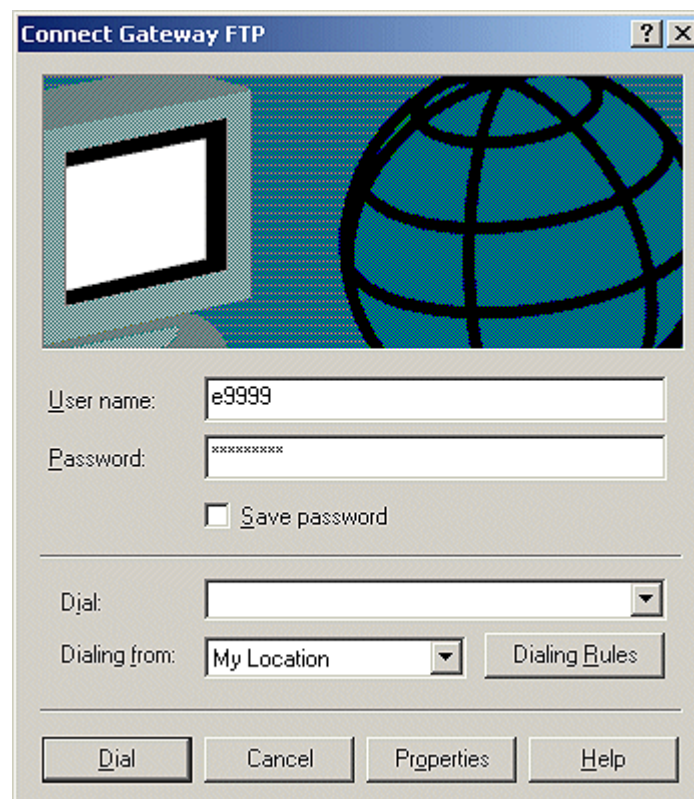 Connect Gateway FTP
User name: e9999
Password: *********
Save password
Dial:
Dialing from: My Location Dialing Rules
Dial Cancel Properties Help